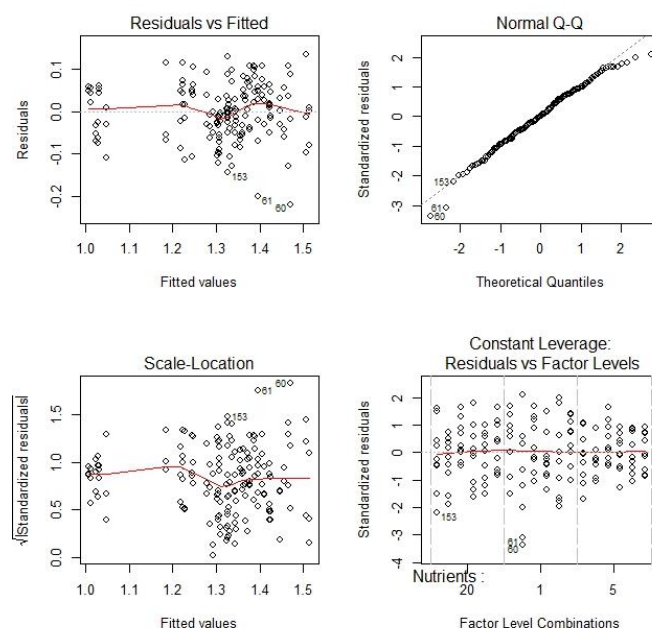 Residuals vs Fitted
Residuals
0.1
0.0
-0.1
-0.2
153
61
60
1.0 1.1 1.2 1.3 1.4 1.5
Fitted values
Normal Q-Q
Standardized residuals
2
1
0
-1
-2
-3
153
61
60
-2 -1 0 1 2
Theoretical Quantiles
Scale-Location
√|Standardized residuals|
1.5
1.0
0.5
0.0
60
61
153
1.0 1.1 1.2 1.3 1.4 1.5
Fitted values
Constant Leverage:
Residuals vs Factor Levels
Standardized residuals
2
1
0
-1
-2
-3
-4
153
61
60
Nutrients :
20 1 5
Factor Level Combinations